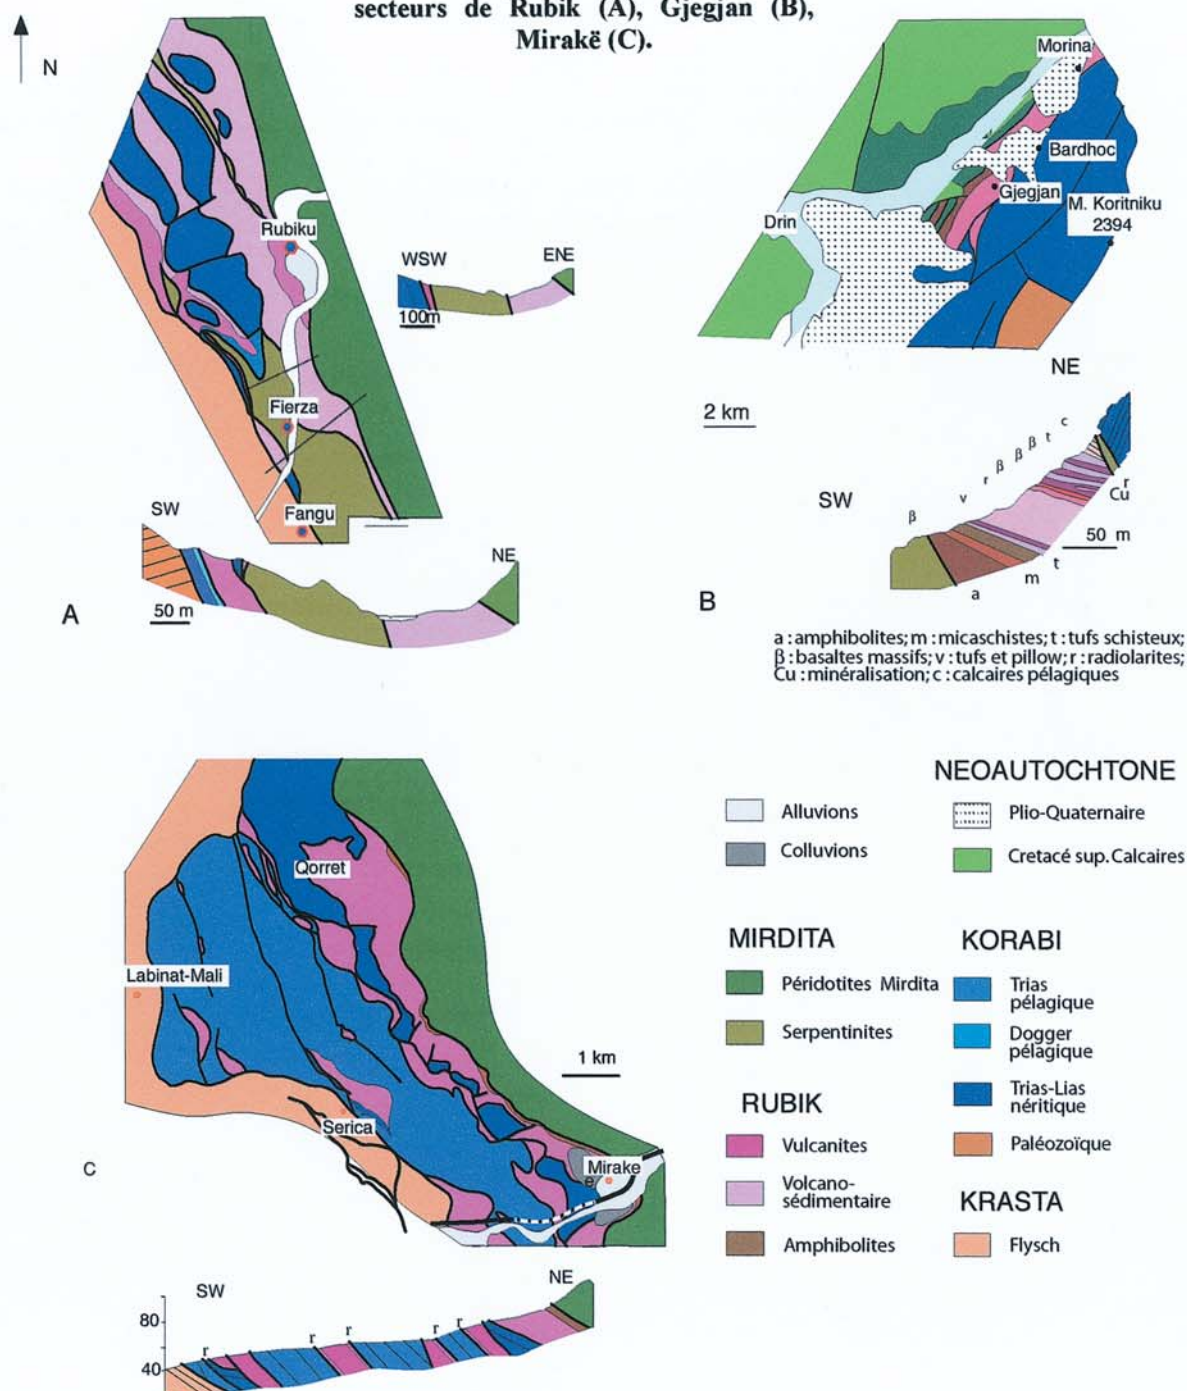 secteurs de Rubik (A), Gjegjan (B),
Mirakë (C).
N
Rubiku
Fierza
Fangu
WSW
ENE
100m
SW
NE
50 m
A
Morina
Bardhoc
Gjegjan
M. Koritniku
2394
Drin
2 km
NE
SW
β
v
r
β
β
β
t
c
r
Cu
50 m
t
m
a
B
a : amphibolites; m : micaschistes; t : tufs schisteux;
β : basaltes massifs; v : tufs et pillow; r : radiolarites;
Cu : minéralisation; c : calcaires pélagiques
Qorret
Labinat-Mali
Serica
Mirake
e
1 km
C
SW
NE
80
40
r
r
r
r
r
Alluvions
Colluvions
NEOAUTOCHTONE
Plio-Quaternaire
Cretacé sup. Calcaires
MIRDITA
Péridotites Mirdita
Serpentinites
KORABI
Trias
pélagique
Dogger
pélagique
Trias-Lias
néritique
Paléozoïque
RUBIK
Vulcanites
Volcano-
sédimentaire
Amphibolites
KRASTA
Flysch